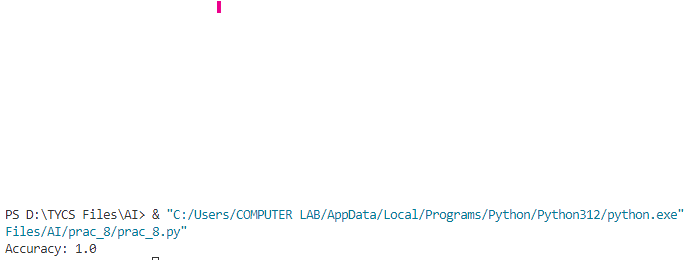 PS D:\TYCS Files\AI> & "C:/Users/COMPUTER LAB/AppData/Local/Programs/Python/Python312/python.exe"
Files/AI/prac_8/prac_8.py"
Accuracy: 1.0